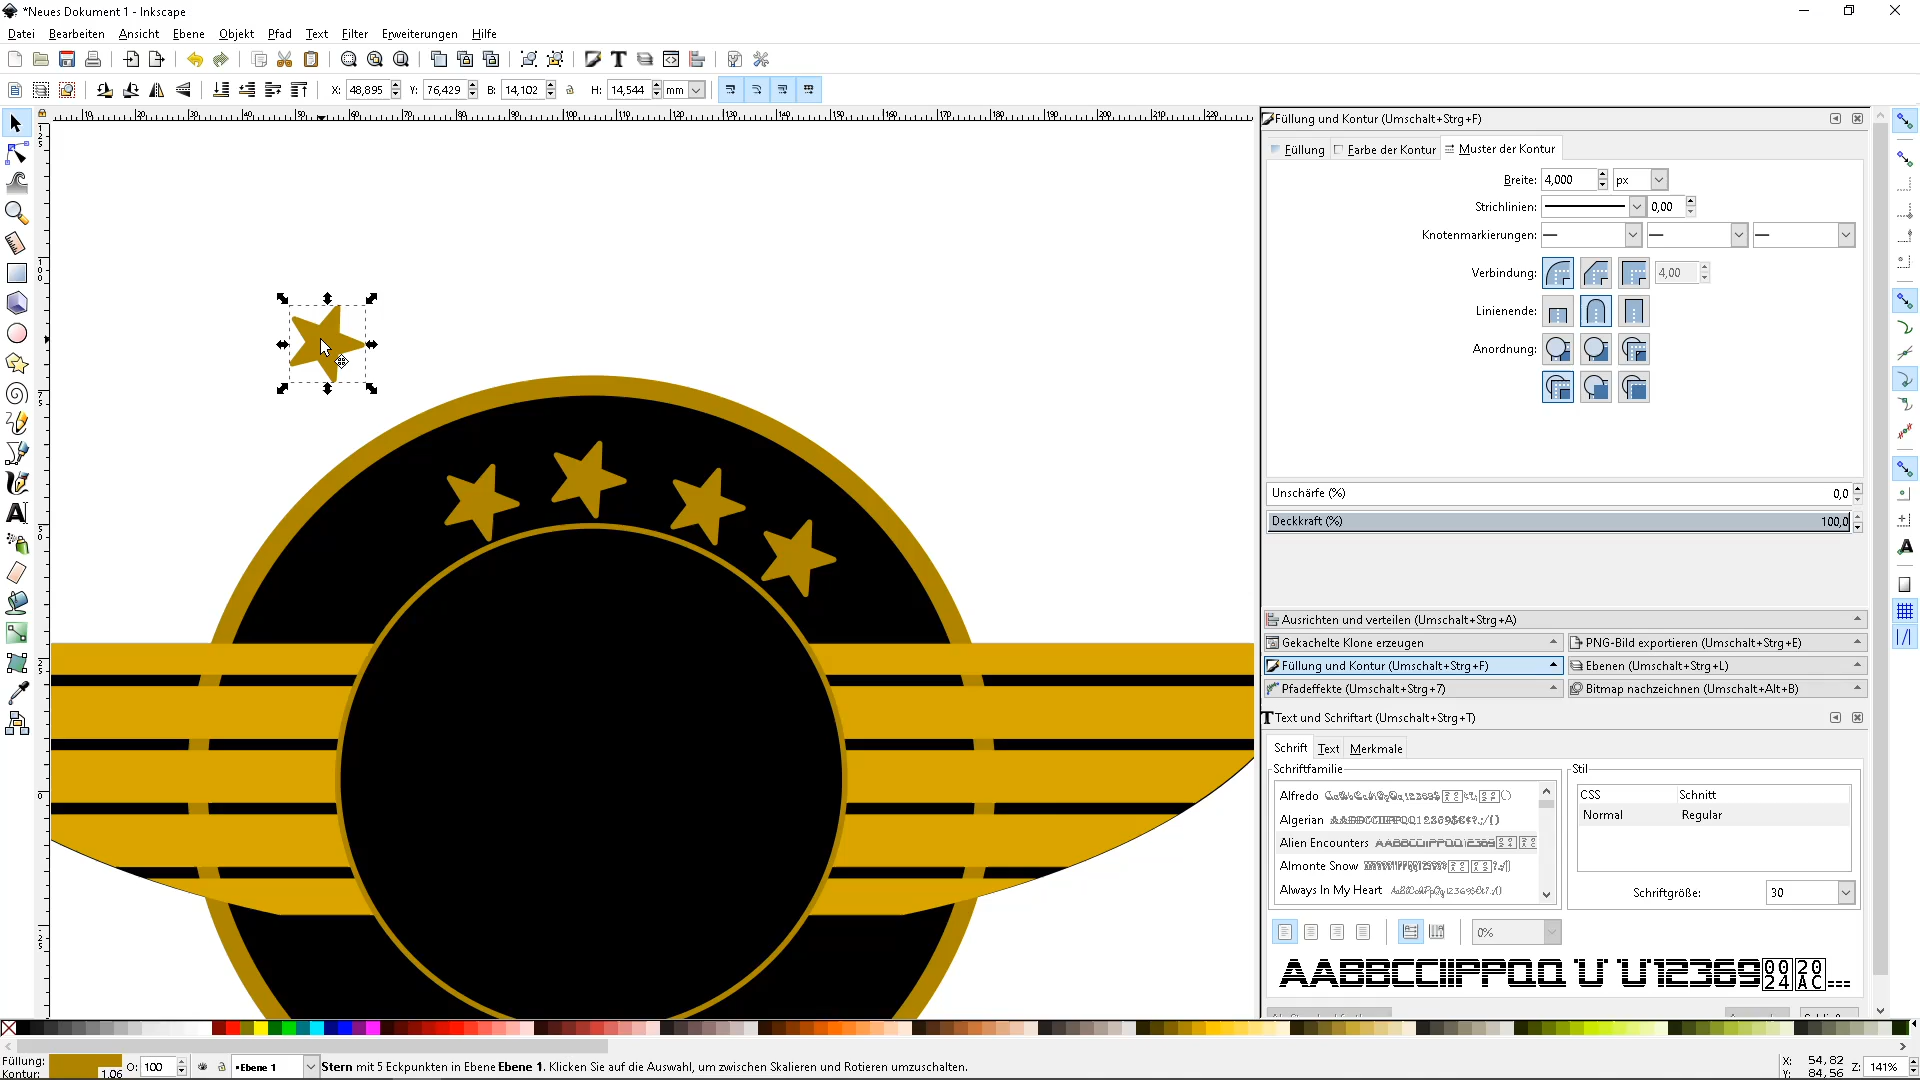 *Neues Dokument 1 - Inkscape
Datei Bearbeiten Ansicht Ebene Objekt Pfad Text Filter Erweiterungen Hilfe
X: 48,895 Y: 76,429 B: 14,102 H: 14,544 mm
Füllung und Kontur (Umschalt+Strg+F)
Füllung Farbe der Kontur Muster der Kontur
Breite: 4,000 px
Strichlinien: 0,00
Knotenmarkierungen:
Verbindung: 4,00
Linienende:
Anordnung:
Unschärfe (%) 0,0
Deckkraft (%) 100,0
Ausrichten und verteilen (Umschalt+Strg+A)
Gekachelte Klone erzeugen PNG-Bild exportieren (Umschalt+Strg+E)
Füllung und Kontur (Umschalt+Strg+F) Ebenen (Umschalt+Strg+L)
Pfadeffekte (Umschalt+Strg+7) Bitmap nachzeichnen (Umschalt+Alt+B)
Text und Schriftart (Umschalt+Strg+T)
Schrift Text Merkmale
Schriftfamilie Stil
Alfredo
Algerian
Alien Encounters
Almonte Snow
Always In My Heart
CSS Schnitt
Normal Regular
Schriftgröße: 30
0%
AABBCCIIPPQQ 12369
Füllung:
Kontur: 1.06
O: 100
•Ebene 1
Stern mit 5 Eckpunkten in Ebene Ebene 1. Klicken Sie auf die Auswahl, um zwischen Skalieren und Rotieren umzuschalten.
X: 54,82
Y: 84,56
Z: 141%